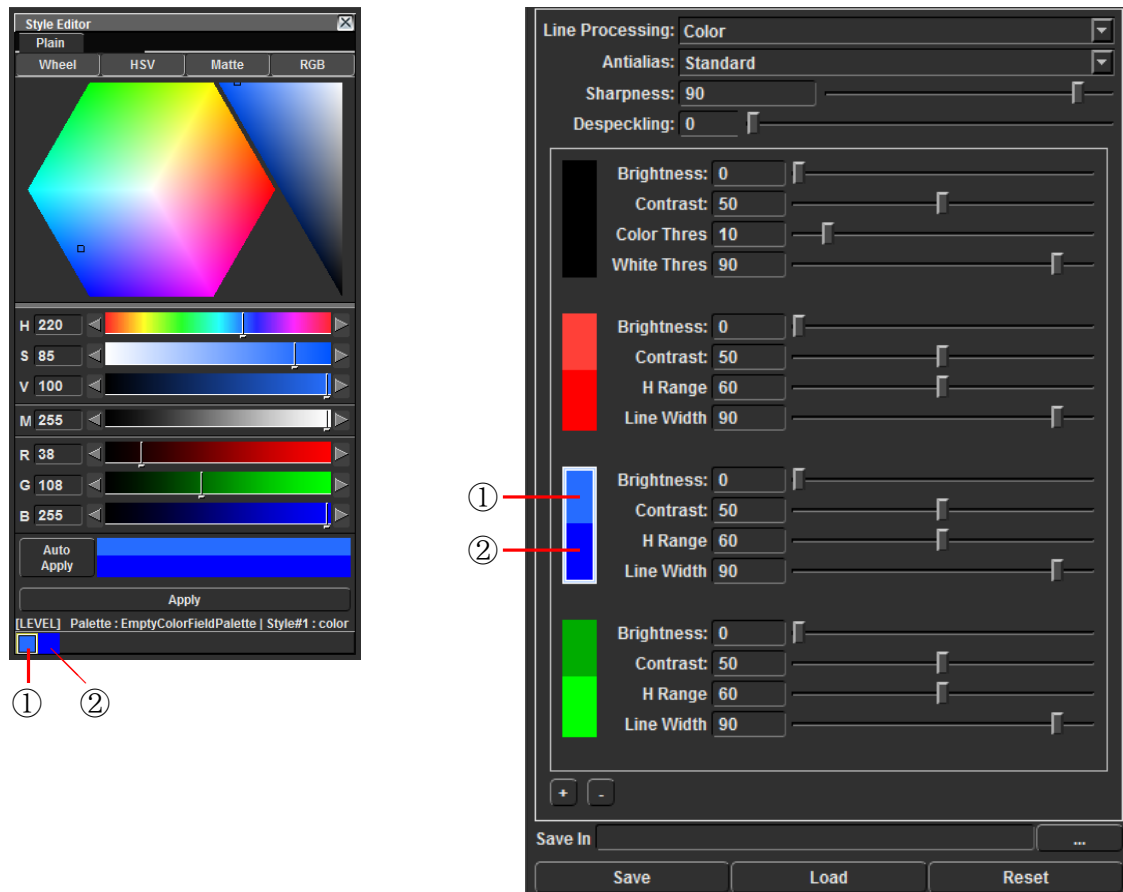 Style Editor
Plain
Wheel HSV Matte RGB
H 220
S 85
V 100
M 255
R 38
G 108
B 255
Auto
Apply
Apply
[LEVEL] Palette : EmptyColorFieldPalette | Style#1 : color
① ②
Line Processing: Color
Antialias: Standard
Sharpness: 90
Despeckling: 0
Brightness: 0
Contrast: 50
Color Thres 10
White Thres 90
Brightness: 0
Contrast: 50
H Range 60
Line Width 90
① Brightness: 0
Contrast: 50
② H Range 60
Line Width 90
Brightness: 0
Contrast: 50
H Range 60
Line Width 90
+ -
Save In ...
Save Load Reset